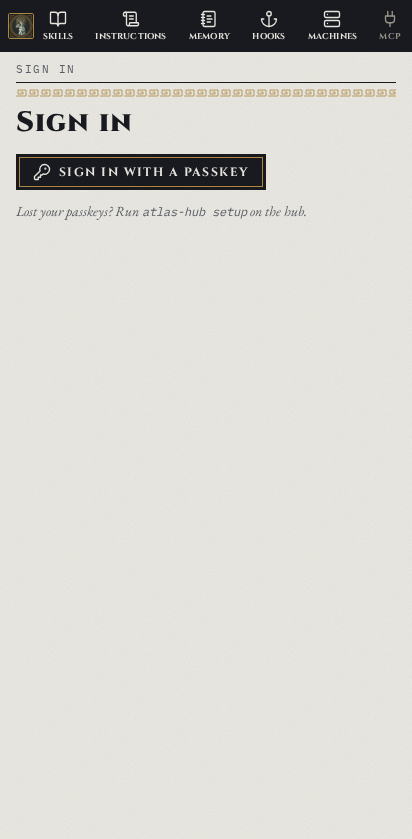 SKILLS INSTRUCTIONS MEMORY HOOKS MACHINES MCP
SIGN IN
SIGN IN
SIGN IN WITH A PASSKEY
Lost your passkeys? Run atlas-hub setup on the hub.